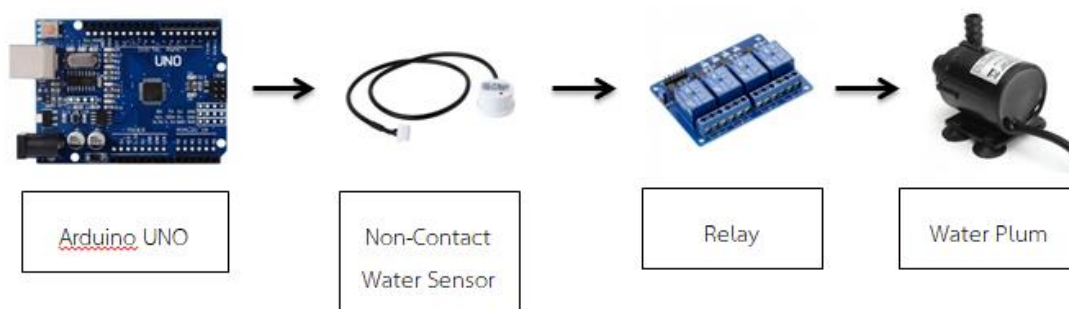 UNO
Arduino UNO
Non-Contact
Water Sensor
Relay
Water Plum